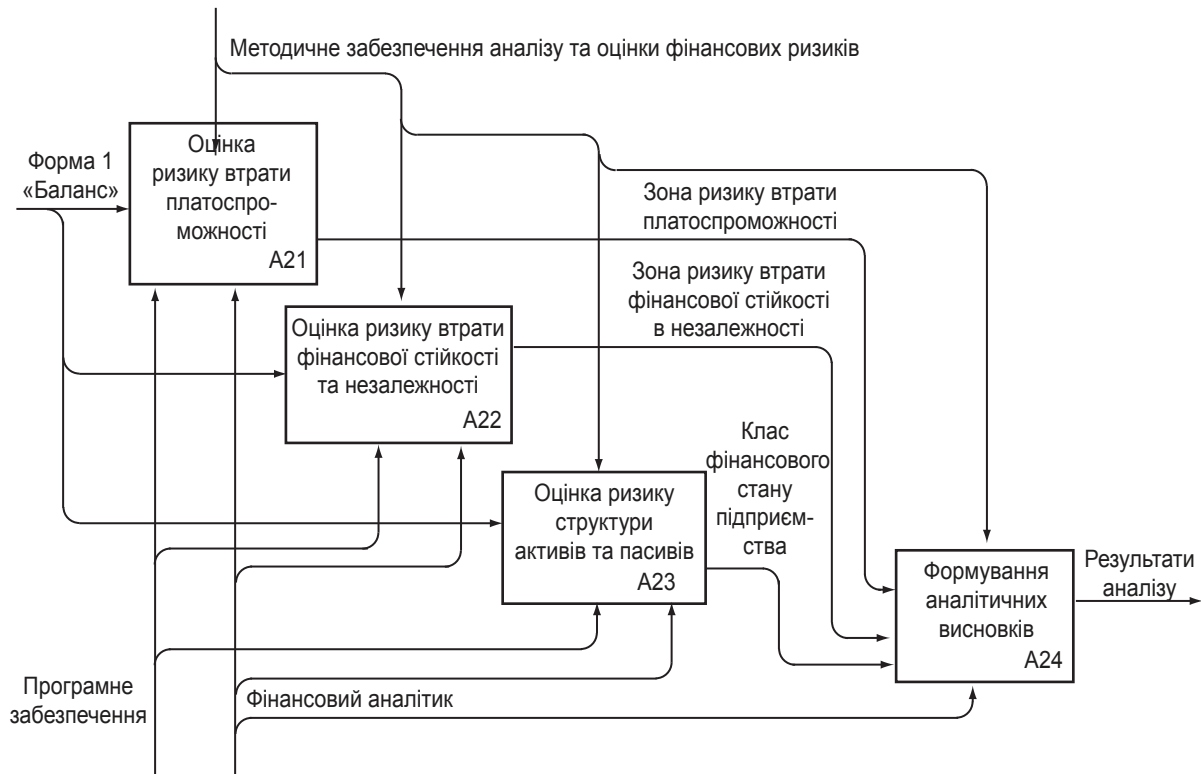 Методичне забезпечення аналізу та оцінки фінансових ризиків
Форма 1
«Баланс»
Оцінка
ризику втрати
платоспро-
можності
А21
Зона ризику втрати
платоспроможності
Зона ризику втрати
фінансової стійкості
в незалежності
Оцінка ризику втрати
фінансової стійкості
та незалежності
А22
Клас
фінансового
стану
підприєм-
ства
Оцінка ризику
структури
активів та пасивів
А23
Формування
аналітичних
висновків
А24
Результати
аналізу
Програмне
забезпечення
Фінансовий аналітик